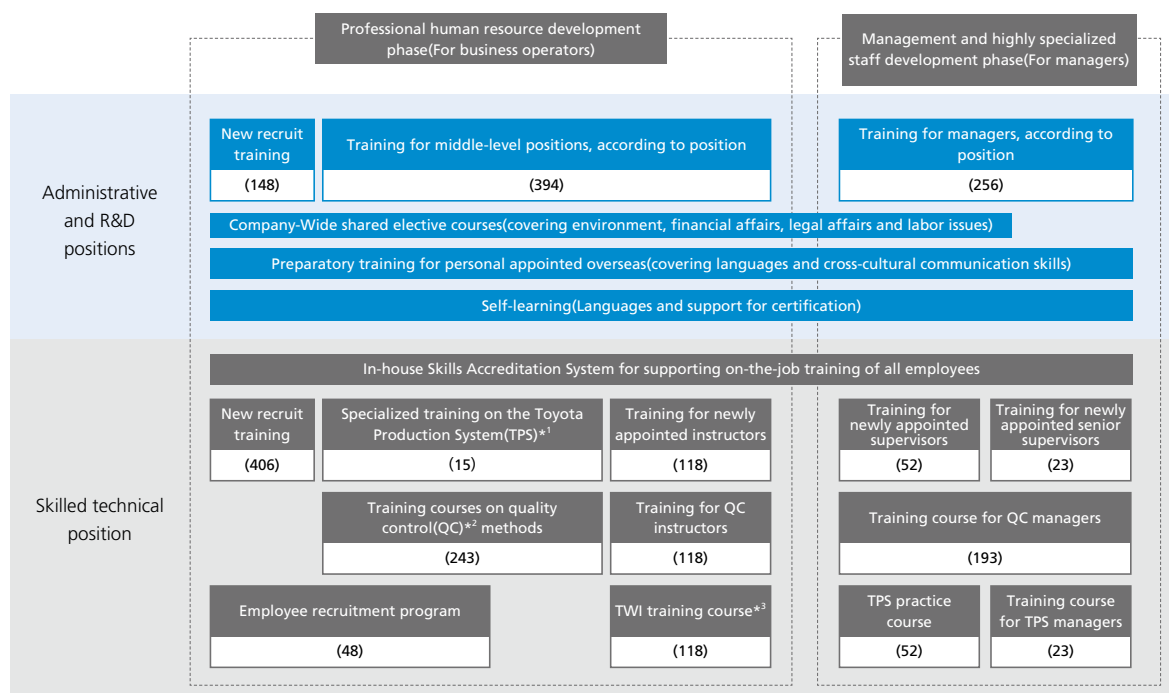 Professional human resource development
phase(For business operators)
Management and highly specialized
staff development phase(For managers)
Administrative
and R&D
positions
New recruit
training
(148)
Training for middle-level positions, according to position
(394)
Training for managers, according to
position
(256)
Company-Wide shared elective courses(covering environment, financial affairs, legal affairs and labor issues)
Preparatory training for personal appointed overseas(covering languages and cross-cultural communication skills)
Self-learning(Languages and support for certification)
Skilled technical
position
In-house Skills Accreditation System for supporting on-the-job training of all employees
New recruit
training
(406)
Specialized training on the Toyota
Production System(TPS)*1
(15)
Training for newly
appointed instructors
(118)
Training for
newly appointed
supervisors
(52)
Training for newly
appointed senior
supervisors
(23)
Training courses on quality
control(QC)*2 methods
(243)
Training for QC
instructors
(118)
Training course for QC managers
(193)
Employee recruitment program
(48)
TWI training course*3
(118)
TPS practice
course
(52)
Training course
for TPS managers
(23)